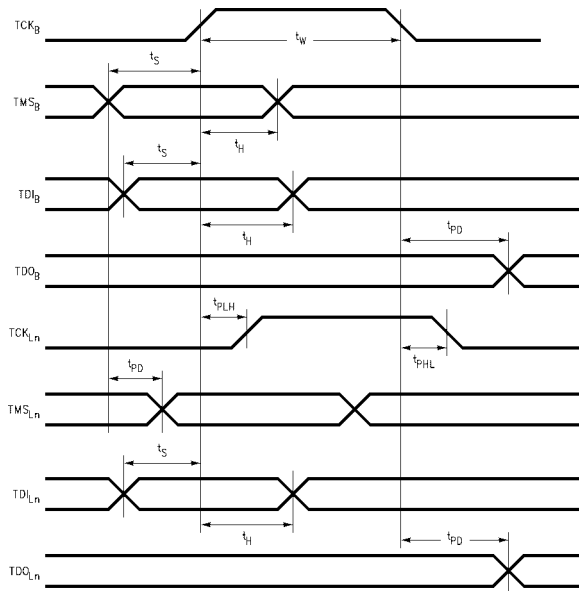 TCK_B
t_W
t_S
TMS_B
t_H
t_S
TDI_B
t_H
t_PD
TDO_B
t_PLH
TCK_Ln
t_PHL
t_PD
TMS_Ln
t_S
TDI_Ln
t_H
t_PD
TDO_Ln